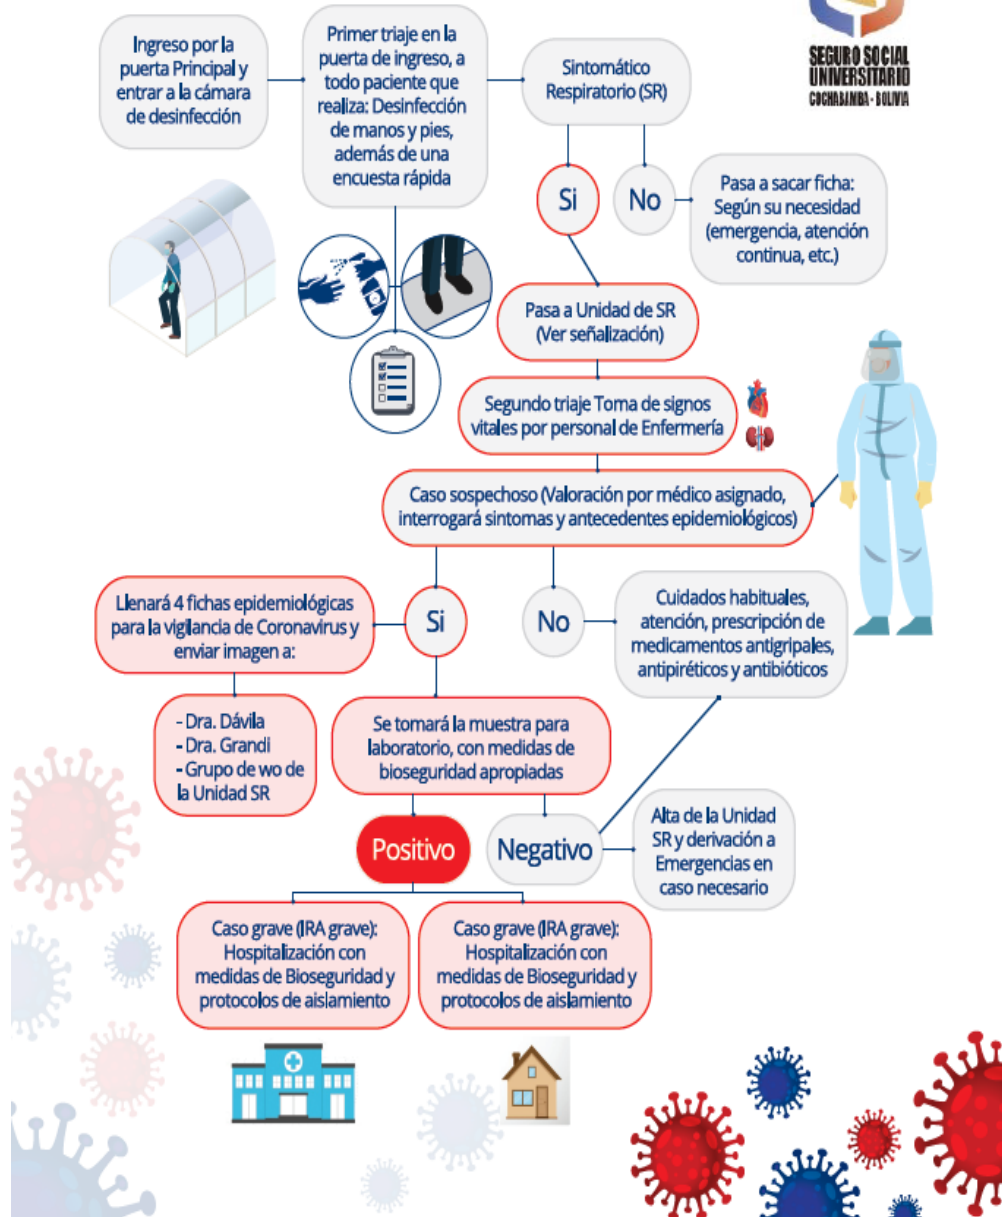 SEGURO SOCIAL
UNIVERSITARIO
COCHABAMBA - BOLIVIA
Ingreso por la
puerta Principal y
entrar a la cámara
de desinfección
Primer triaje en la
puerta de ingreso, a
todo paciente que
realiza: Desinfección
de manos y pies,
además de una
encuesta rápida
Sintomático
Respiratorio (SR)
Si
No
Pasa a sacar ficha:
Según su necesidad
(emergencia, atención
continua, etc.)
Pasa a Unidad de SR
(Ver señalización)
Segundo triaje Toma de signos
vitales por personal de Enfermería
Caso sospechoso (Valoración por médico asignado,
interrogará sintomas y antecedentes epidemiológicos)
Si
No
Llenará 4 fichas epidemiológicas
para la vigilancia de Coronavirus y
enviar imagen a:
- Dra. Dávila
- Dra. Grandi
- Grupo de wo de
la Unidad SR
Cuidados habituales,
atención, prescripción de
medicamentos antigripales,
antipiréticos y antibióticos
Se tomará la muestra para
laboratorio, con medidas de
bioseguridad apropiadas
Positivo
Negativo
Alta de la Unidad
SR y derivación a
Emergencias en
caso necesario
Caso grave (IRA grave):
Hospitalización con
medidas de Bioseguridad y
protocolos de aislamiento
Caso grave (IRA grave):
Hospitalización con
medidas de Bioseguridad y
protocolos de aislamiento